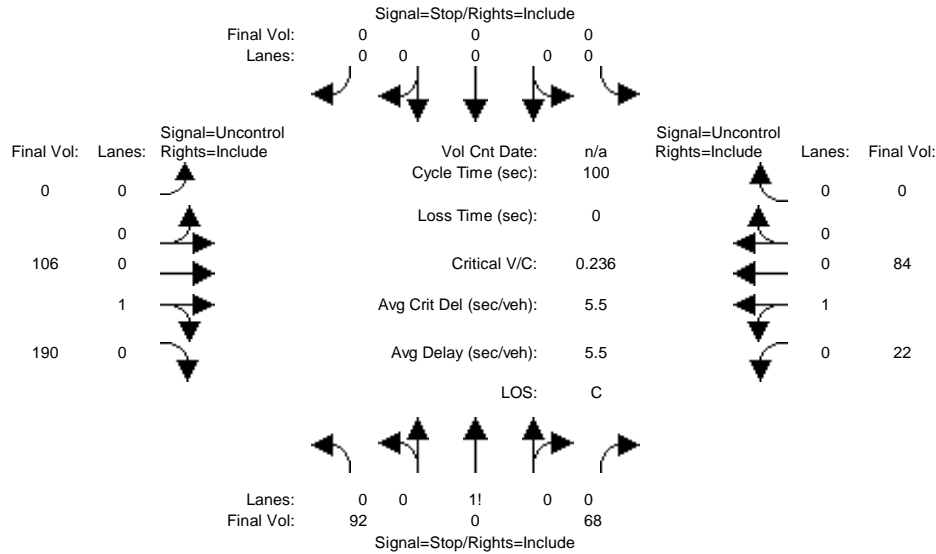 Signal=Stop/Rights=Include
Final Vol: 0 0 0
Lanes: 0 0 0 0 0
Signal=Uncontrol Signal=Uncontrol
Final Vol: Lanes: Rights=Include Vol Cnt Date: n/a Rights=Include Lanes: Final Vol:
Cycle Time (sec): 100
0 0 0 0
Loss Time (sec): 0
0 0
106 0 Critical V/C: 0.236 0 84
1 Avg Crit Del (sec/veh): 5.5 1
190 0 Avg Delay (sec/veh): 5.5 0 22
LOS: C
Lanes: 0 0 1! 0 0
Final Vol: 92 0 68
Signal=Stop/Rights=Include